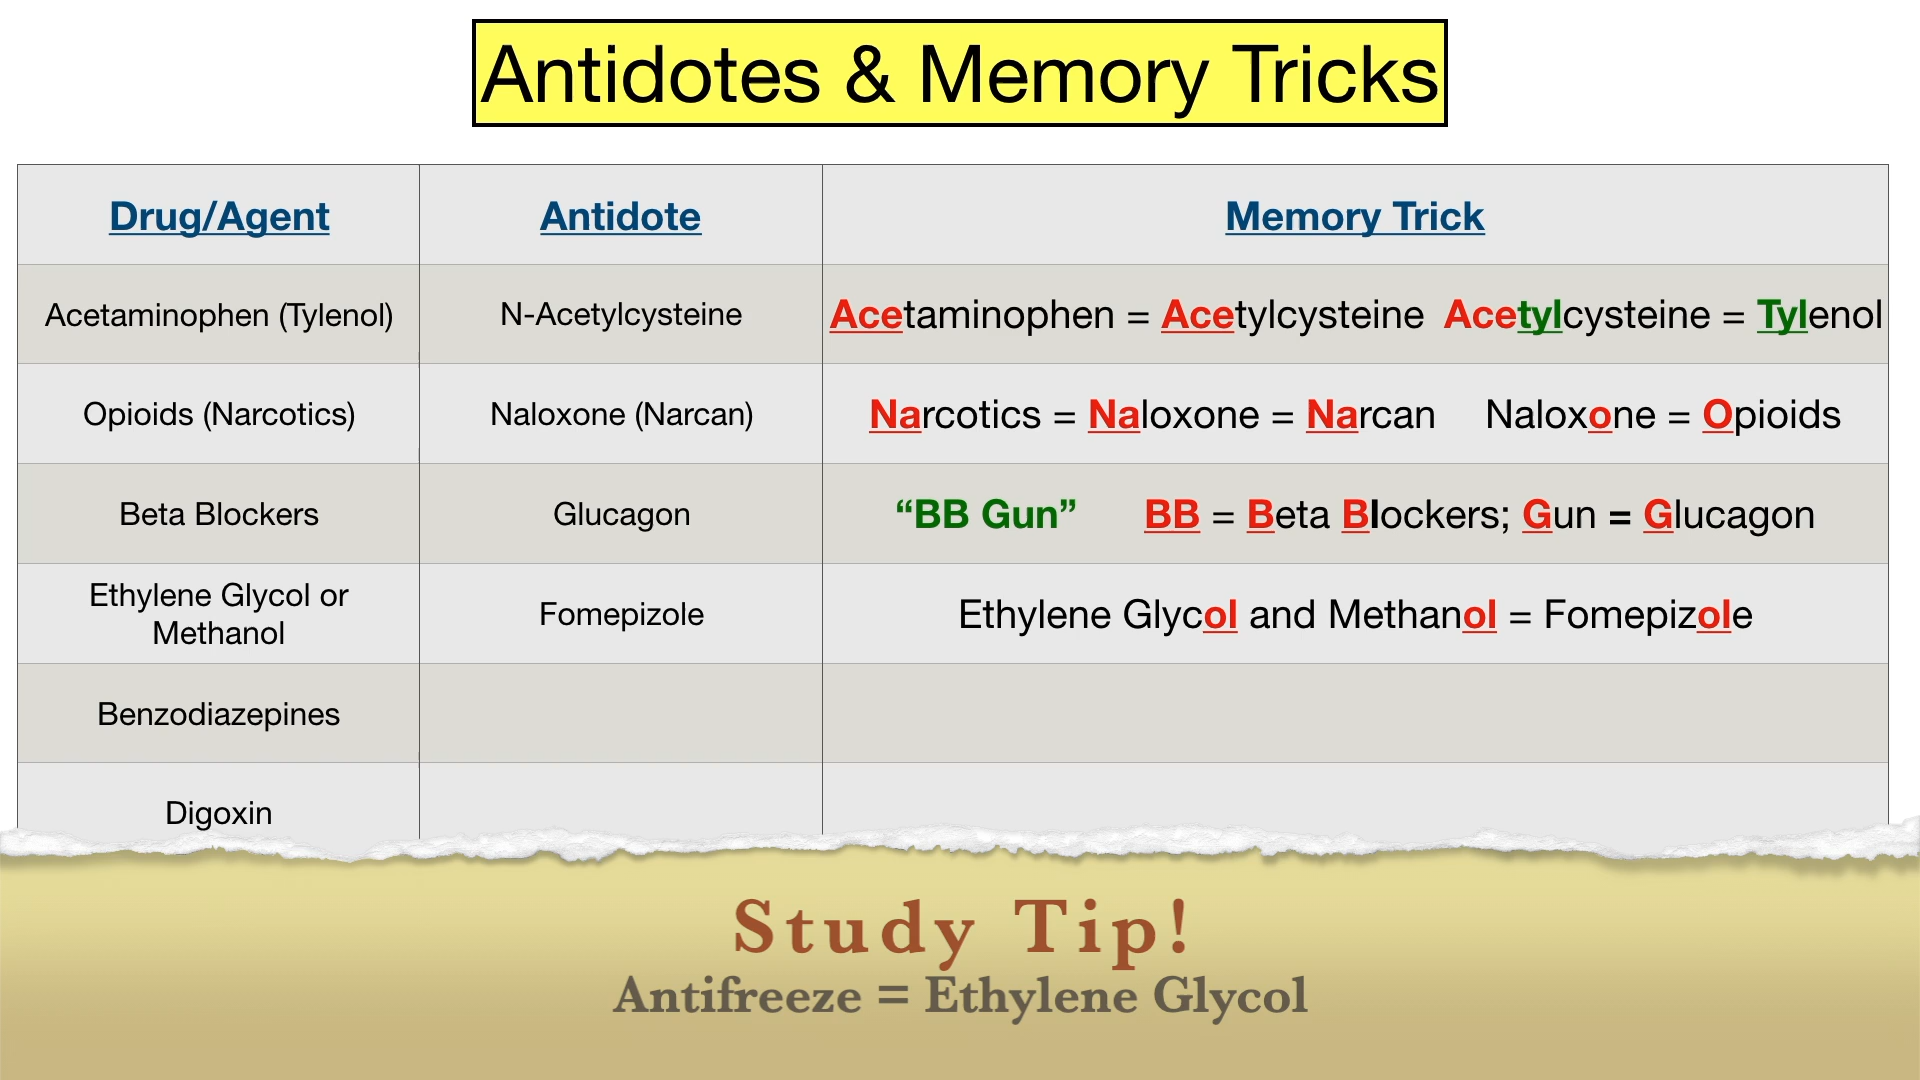 Antidotes & Memory Tricks
Drug/Agent Antidote Memory Trick
Acetaminophen (Tylenol) N-Acetylcysteine Acetaminophen = Acetylcysteine Acetylcysteine = Tylenol
Opioids (Narcotics) Naloxone (Narcan) Narcotics = Naloxone = Narcan Naloxone = Opioids
Beta Blockers Glucagon “BB Gun” BB = Beta Blockers; Gun = Glucagon
Ethylene Glycol or
Methanol Fomepizole Ethylene Glycol and Methanol = Fomepizole
Benzodiazepines
Digoxin
Study Tip!
Antifreeze = Ethylene Glycol